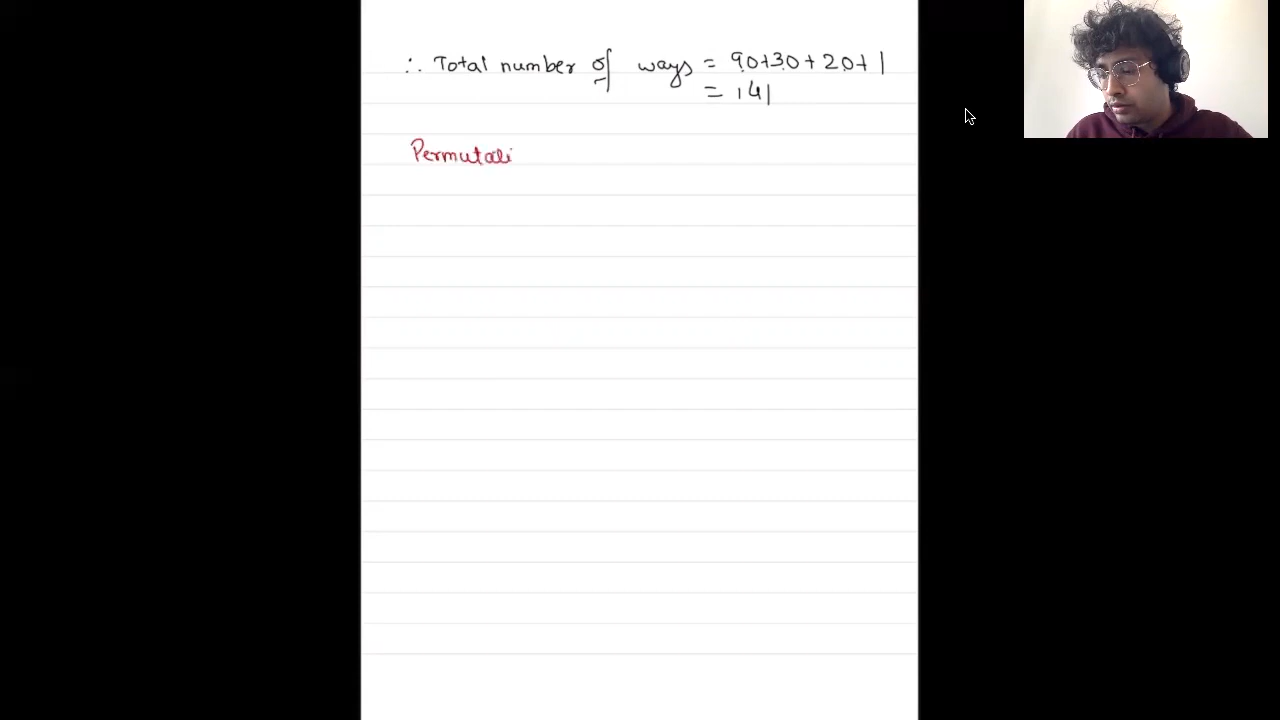 ∴ Total number of ways = 90+30+20+1
= 141
Permutati